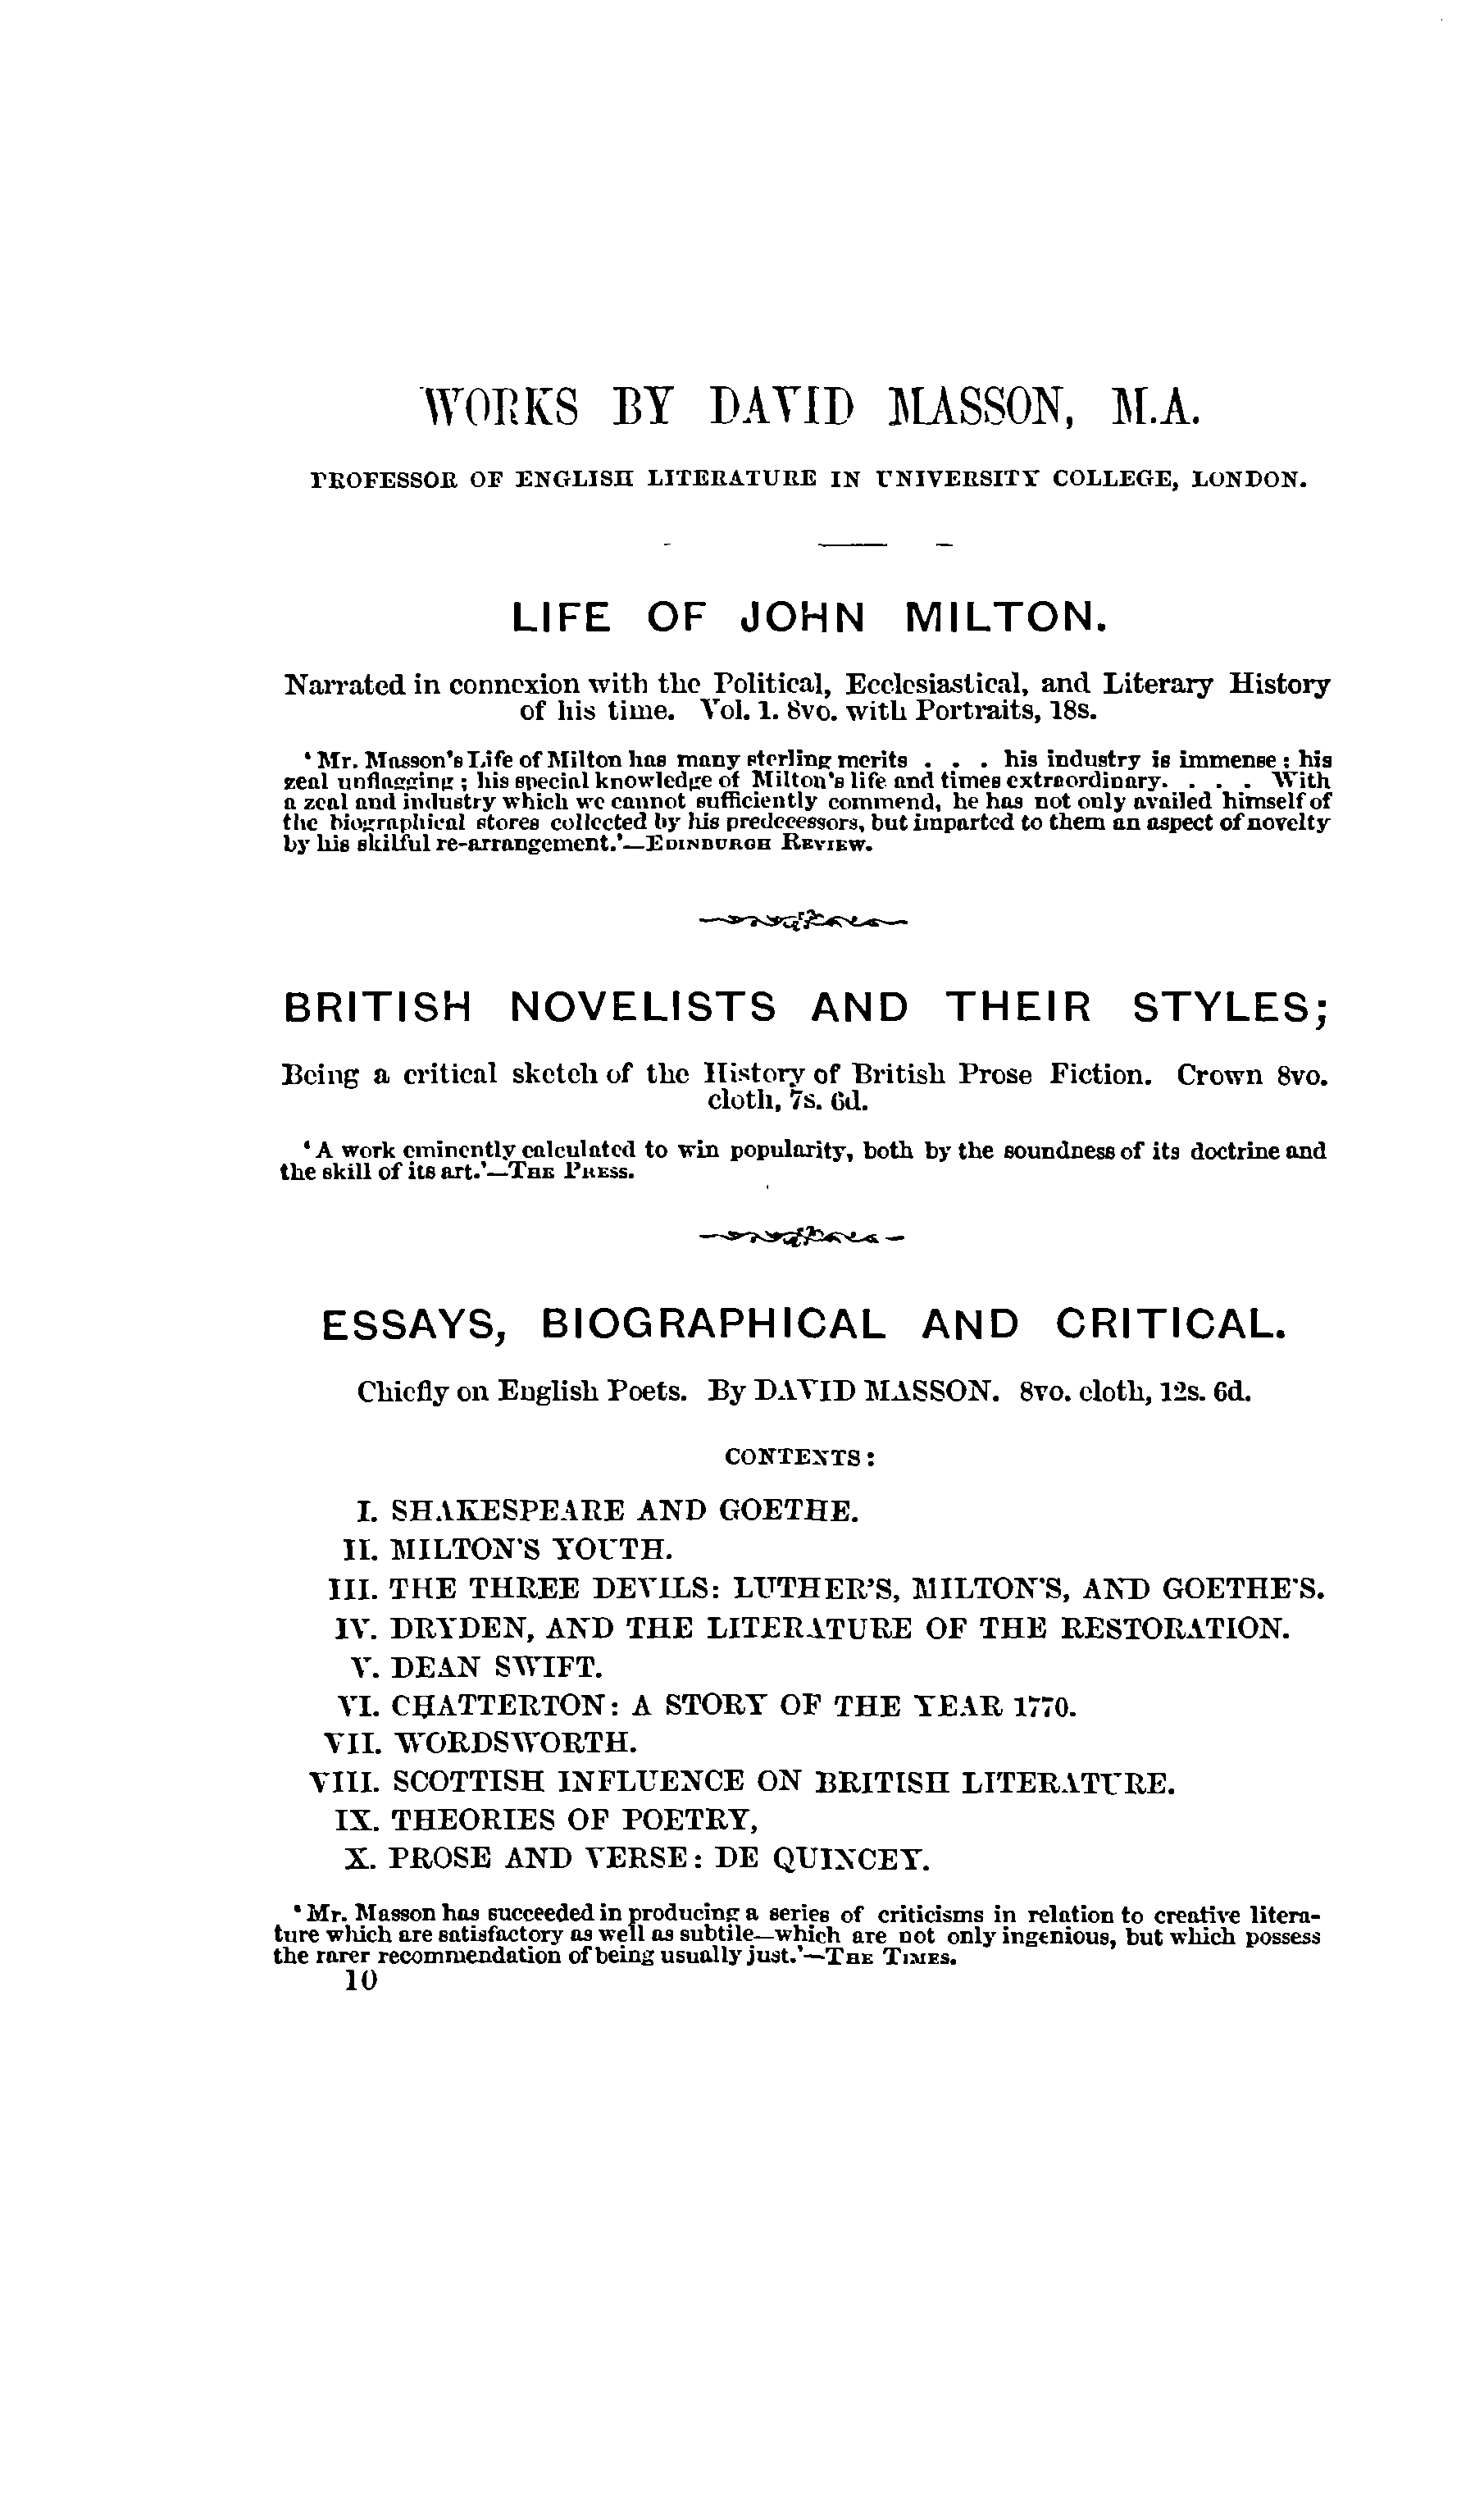 WORKS BY DAVID MASSON, M.A.
PROFESSOR OF ENGLISH LITERATURE IN UNIVERSITY COLLEGE, LONDON.
LIFE OF JOHN MILTON.
Narrated in connexion with the Political, Ecclesiastical, and Literary History
of his time. Vol. 1. 8vo. with Portraits, 18s.
‘Mr. Masson's Life of Milton has many sterling merits . . . his industry is immense; his
zeal unflagging; his special knowledge of Milton's life and times extraordinary. . . . . With
a zeal and industry which we cannot sufficiently commend, he has not only availed himself of
the biographical stores collected by his predecessors, but imparted to them an aspect of novelty
by his skilful re-arrangement.’—EDINBURGH REVIEW.
BRITISH NOVELISTS AND THEIR STYLES;
Being a critical sketch of the History of British Prose Fiction. Crown 8vo.
cloth, 7s. 6d.
‘A work eminently calculated to win popularity, both by the soundness of its doctrine and
the skill of its art.’—THE PRESS.
ESSAYS, BIOGRAPHICAL AND CRITICAL.
Chiefly on English Poets. By DAVID MASSON. 8vo. cloth, 12s. 6d.
CONTENTS:
I. SHAKESPEARE AND GOETHE.
II. MILTON'S YOUTH.
III. THE THREE DEVILS: LUTHER'S, MILTON'S, AND GOETHE'S.
IV. DRYDEN, AND THE LITERATURE OF THE RESTORATION.
V. DEAN SWIFT.
VI. CHATTERTON: A STORY OF THE YEAR 1770.
VII. WORDSWORTH.
VIII. SCOTTISH INFLUENCE ON BRITISH LITERATURE.
IX. THEORIES OF POETRY,
X. PROSE AND VERSE: DE QUINCEY.
‘Mr. Masson has succeeded in producing a series of criticisms in relation to creative litera-
ture which are satisfactory as well as subtile—which are not only ingenious, but which possess
the rarer recommendation of being usually just.’—THE TIMES.
10